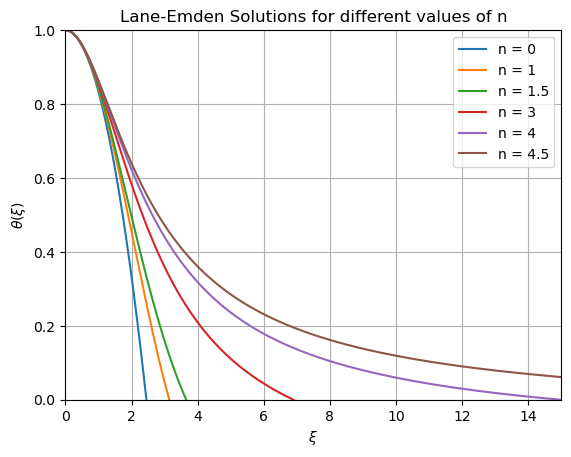 Lane-Emden Solutions for different values of n
1.0
0.8
0.6
0.4
0.2
0.0
θ(ξ)
n = 0
n = 1
n = 1.5
n = 3
n = 4
n = 4.5
0 2 4 6 8 10 12 14
ξ